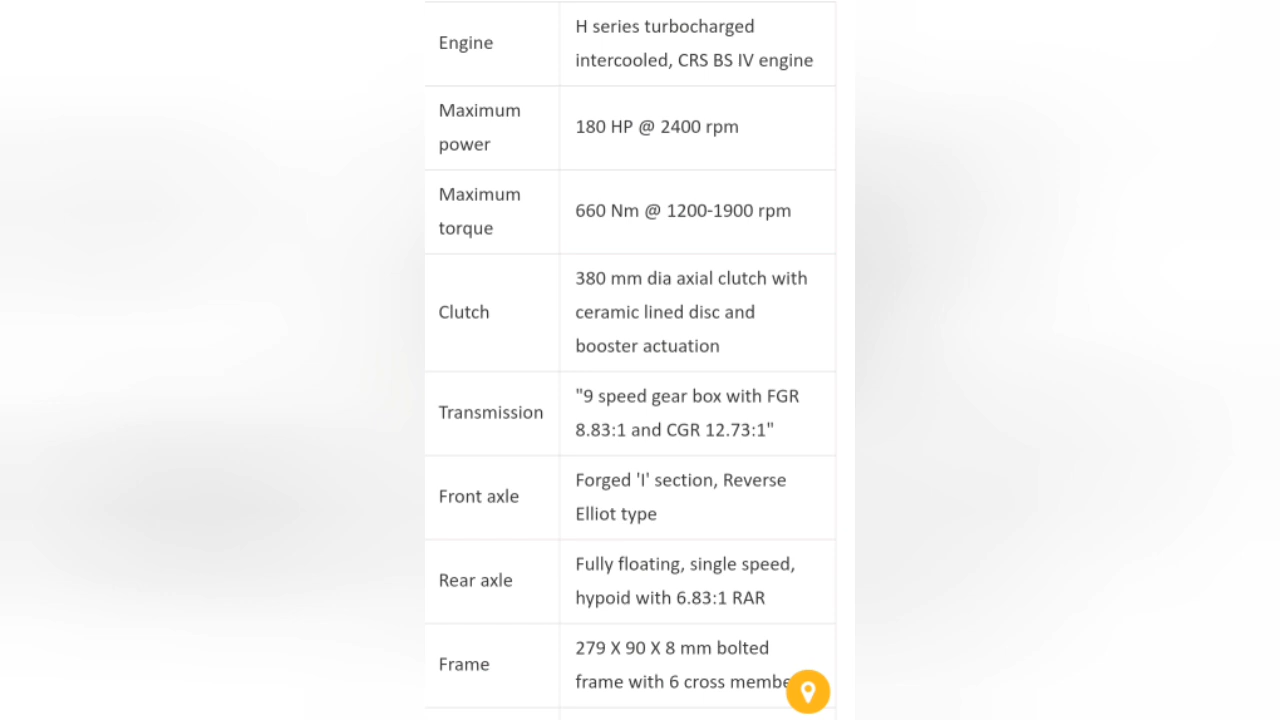 Engine
H series turbocharged
intercooled, CRS BS IV engine
Maximum
power
180 HP @ 2400 rpm
Maximum
torque
660 Nm @ 1200-1900 rpm
Clutch
380 mm dia axial clutch with
ceramic lined disc and
booster actuation
Transmission
"9 speed gear box with FGR
8.83:1 and CGR 12.73:1"
Front axle
Forged 'I' section, Reverse
Elliot type
Rear axle
Fully floating, single speed,
hypoid with 6.83:1 RAR
Frame
279 X 90 X 8 mm bolted
frame with 6 cross